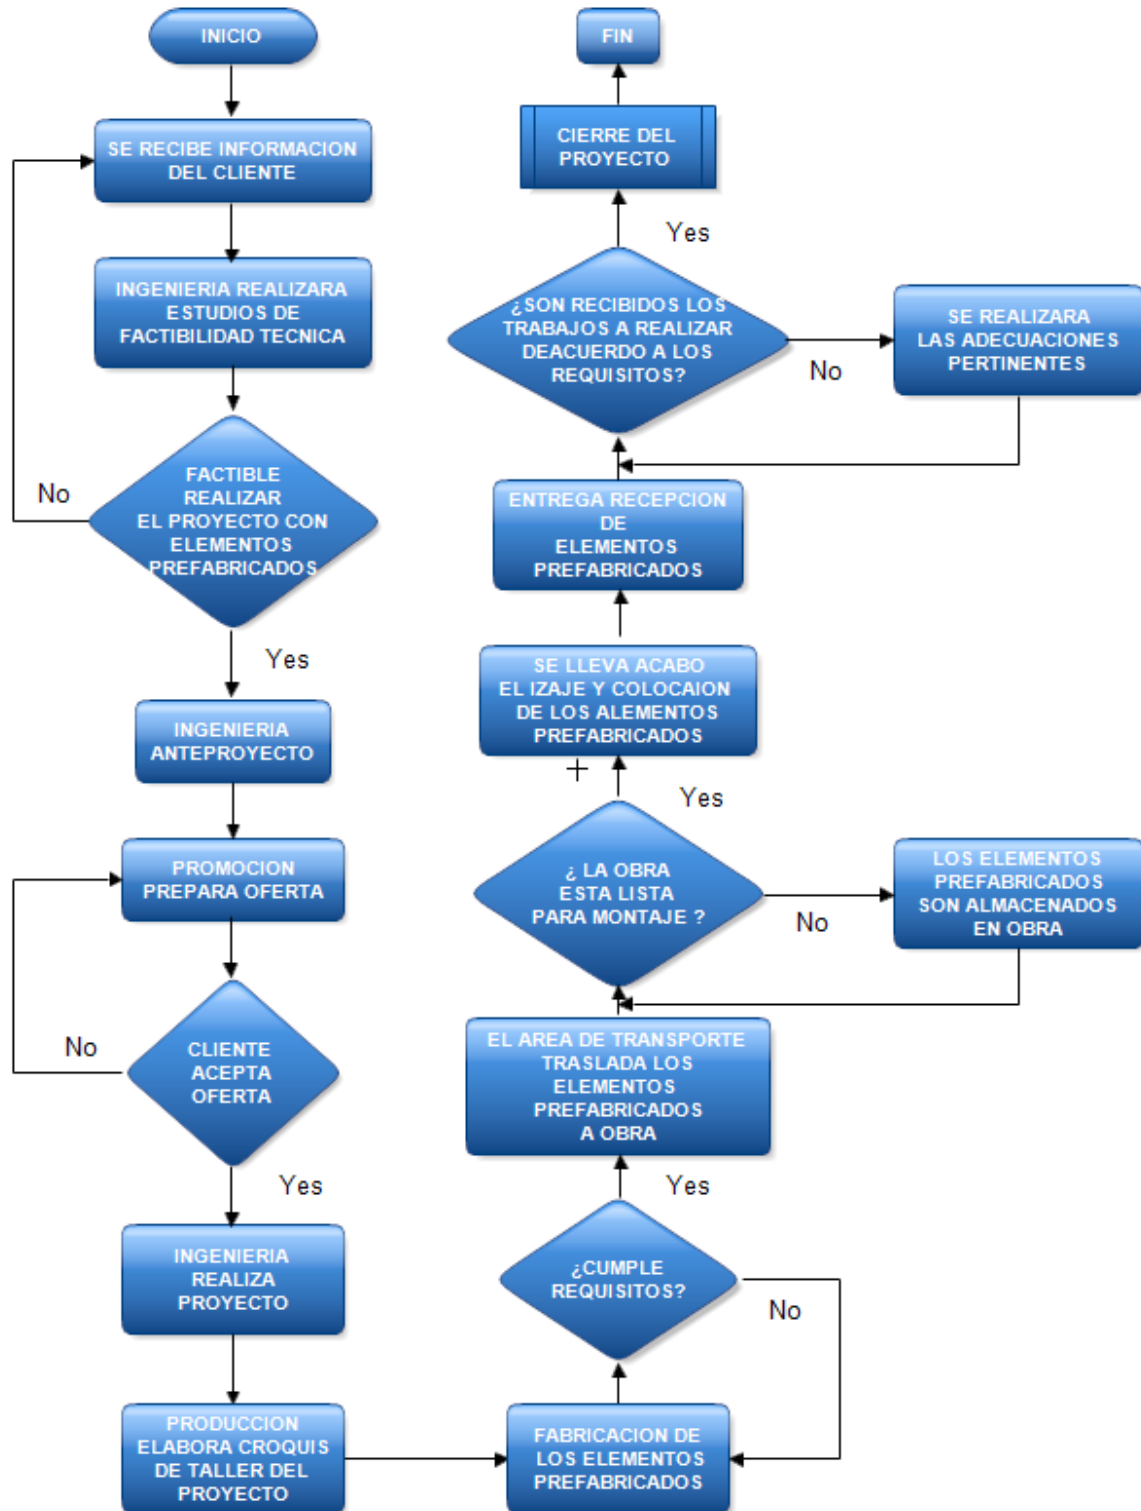 INICIO
SE RECIBE INFORMACION
DEL CLIENTE
INGENIERIA REALIZARA
ESTUDIOS DE
FACTIBILIDAD TECNICA
FACTIBLE
REALIZAR
EL PROYECTO CON
ELEMENTOS
PREFABRICADOS
No
Yes
INGENIERIA
ANTEPROYECTO
PROMOCION
PREPARA OFERTA
CLIENTE
ACEPTA
OFERTA
No
Yes
INGENIERIA
REALIZA
PROYECTO
PRODUCCION
ELABORA CROQUIS
DE TALLER DEL
PROYECTO
FABRICACION DE
LOS ELEMENTOS
PREFABRICADOS
¿CUMPLE
REQUISITOS?
No
Yes
EL AREA DE TRANSPORTE
TRASLADA LOS
ELEMENTOS
PREFABRICADOS
A OBRA
¿ LA OBRA
ESTA LISTA
PARA MONTAJE ?
No
LOS ELEMENTOS
PREFABRICADOS
SON ALMACENADOS
EN OBRA
Yes
SE LLEVA ACABO
EL IZAJE Y COLOCAION
DE LOS ALEMENTOS
PREFABRICADOS
ENTREGA RECEPCION
DE
ELEMENTOS
PREFABRICADOS
¿SON RECIBIDOS LOS
TRABAJOS A REALIZAR
DEACUERDO A LOS
REQUISITOS?
No
SE REALIZARA
LAS ADECUACIONES
PERTINENTES
Yes
CIERRE DEL
PROYECTO
FIN